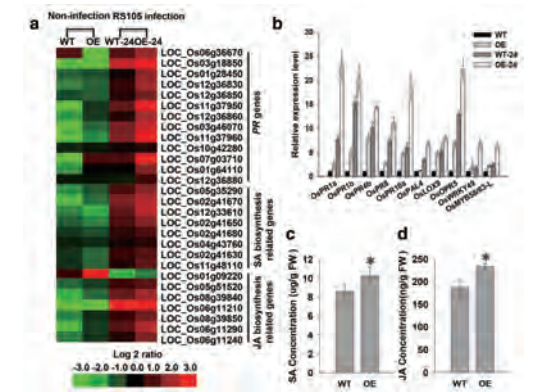 a
Non-infection RS105 infection
WT OE WT-24 OE-24
LOC_Os06g36670
LOC_Os03g18850
LOC_Os01g28450
LOC_Os12g36830
LOC_Os12g36850
LOC_Os11g37950
LOC_Os12g36860
LOC_Os03g46070
LOC_Os11g37960
LOC_Os10g42280
LOC_Os07g03710
LOC_Os01g64110
LOC_Os12g36880
LOC_Os05g35290
LOC_Os02g41670
LOC_Os12g33610
LOC_Os02g41650
LOC_Os02g41680
LOC_Os04g43760
LOC_Os02g41630
LOC_Os11g48110
LOC_Os01g09220
LOC_Os05g51520
LOC_Os08g39840
LOC_Os06g11210
LOC_Os08g39850
LOC_Os06g11290
LOC_Os06g11240
PR genes
SA biosynthesis
related genes
JA biosynthesis
related genes
Log 2 ratio
-3.0 -2.0 -1.0 0.0 1.0 2.0 3.0
b
Relative expression level
30
25
20
15
10
5
0
WT
OE
WT-24
OE-24
OsPR1a
OsPR1b
OsPR4b
OsPR5
OsPR10a
OsPAL4
OsLOX9
OsOPR5
OsWRKY45
c
SA Concentration (ug/g FW)
12
10
8
6
4
2
0
*
WT OE
d
JA Concentration(ng/g FW)
250
200
150
100
50
0
*
WT OE